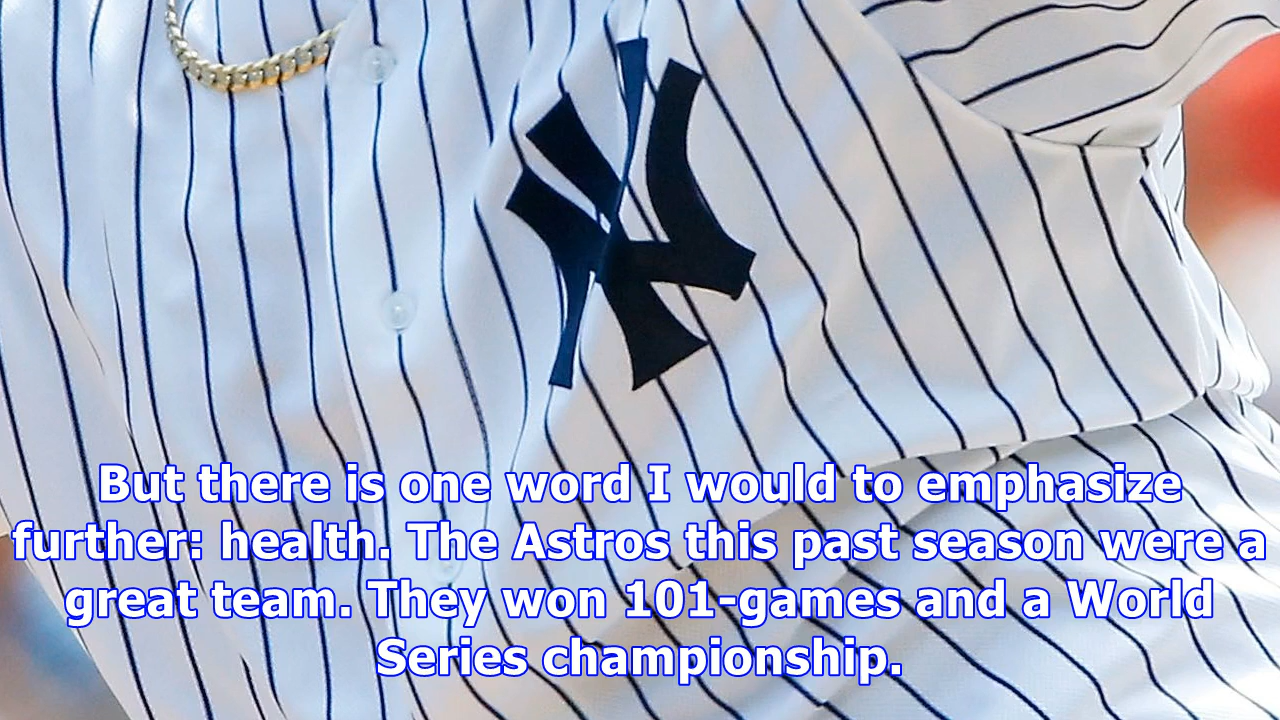 NY
But there is one word I would to emphasize
further: health. The Astros this past season were a
great team. They won 101-games and a World
Series championship.